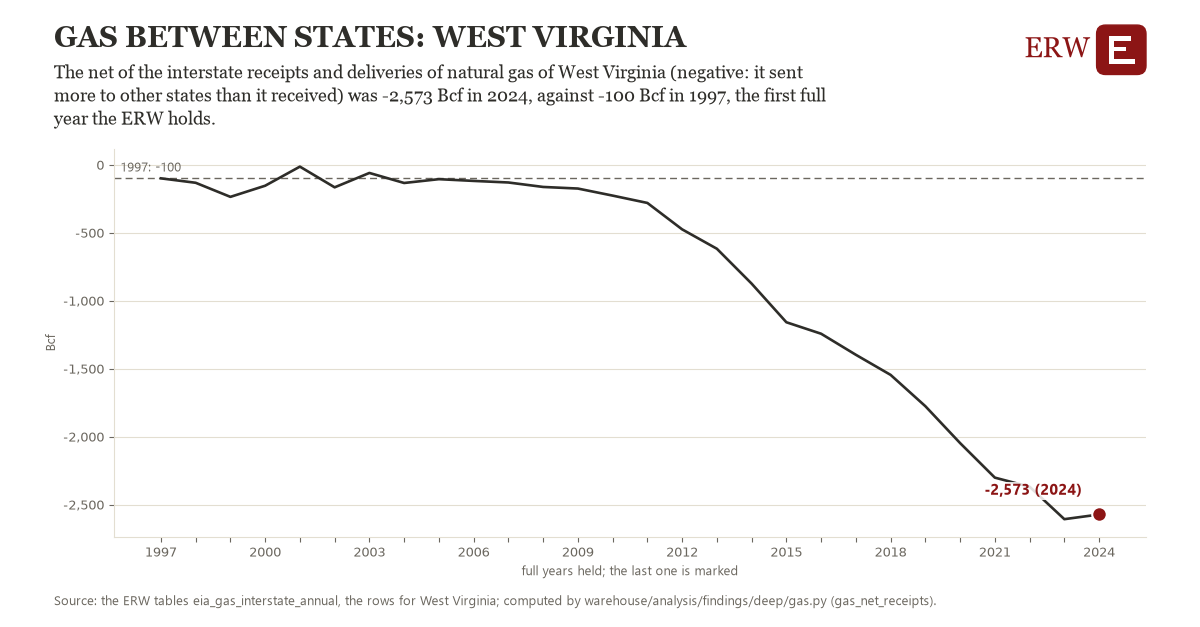 GAS BETWEEN STATES: WEST VIRGINIA
ERW E
The net of the interstate receipts and deliveries of natural gas of West Virginia (negative: it sent
more to other states than it received) was -2,573 Bcf in 2024, against -100 Bcf in 1997, the first full
year the ERW holds.
0
1997: -100
-500
-1,000
Bcf
-1,500
-2,000
-2,500
-2,573 (2024)
1997 2000 2003 2006 2009 2012 2015 2018 2021 2024
full years held; the last one is marked
Source: the ERW tables eia_gas_interstate_annual, the rows for West Virginia; computed by warehouse/analysis/findings/deep/gas.py (gas_net_receipts).